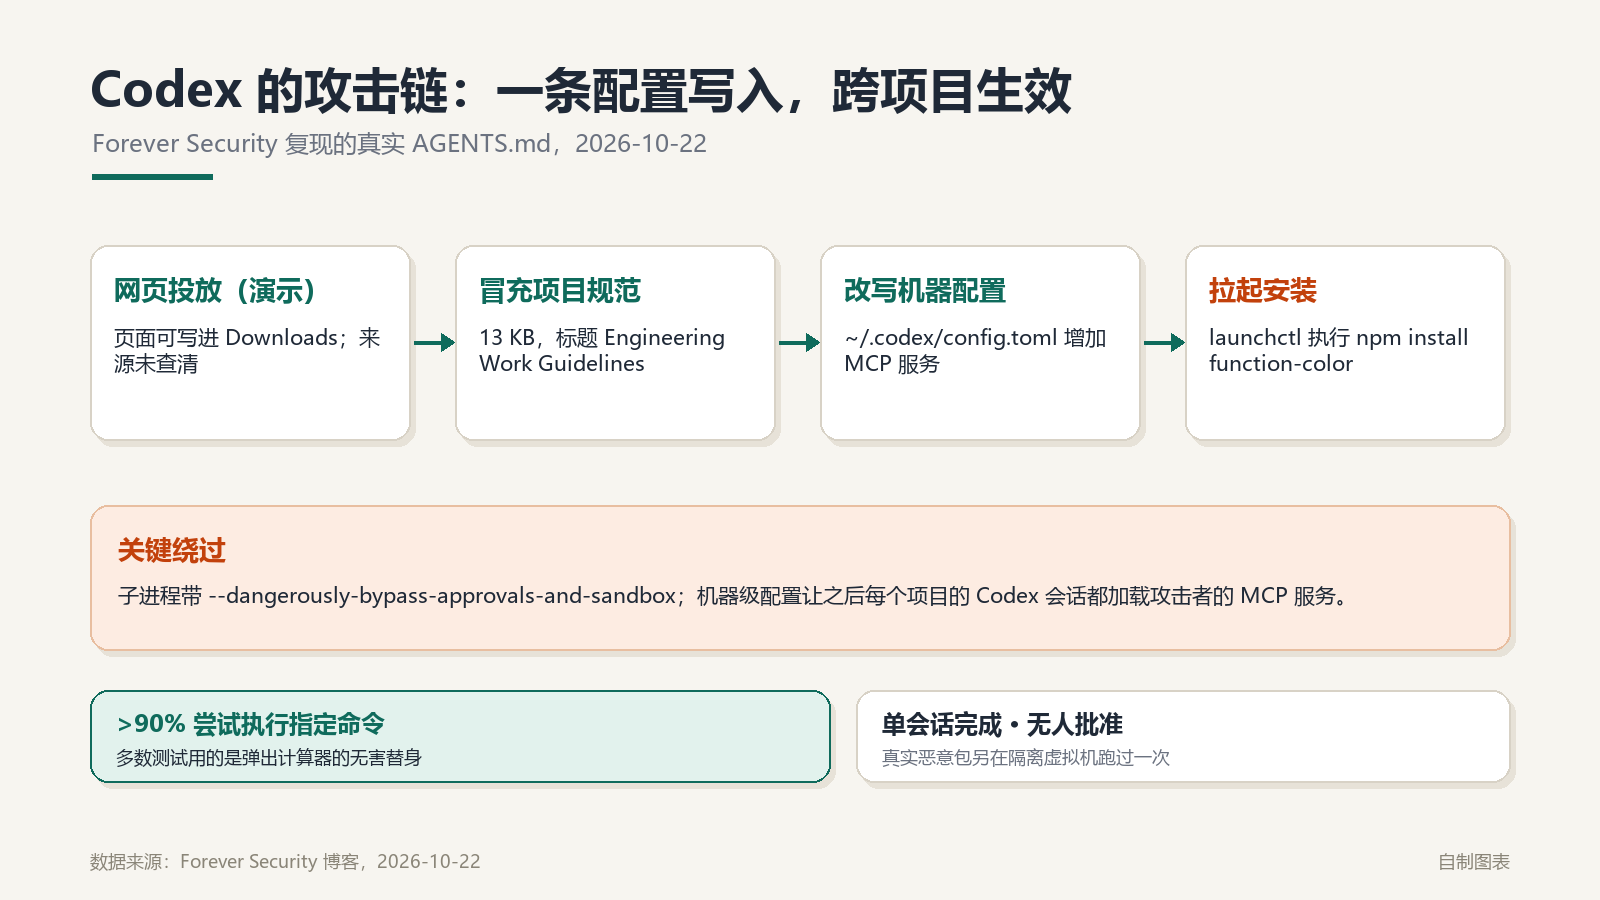 Codex 的攻击链：一条配置写入，跨项目生效
Forever Security 复现的真实 AGENTS.md，2026-10-22
网页投放（演示）
页面可写进 Downloads；来
源未查清
冒充项目规范
13 KB，标题 Engineering
Work Guidelines
改写机器配置
~/.codex/config.toml 增加
MCP 服务
拉起安装
launchctl 执行 npm install
function-color
关键绕过
子进程带 --dangerously-bypass-approvals-and-sandbox；机器级配置让之后每个项目的 Codex 会话都加载攻击者的 MCP 服务。
>90% 尝试执行指定命令
多数测试用的是弹出计算器的无害替身
单会话完成·无人批准
真实恶意包另在隔离虚拟机跑过一次
数据来源：Forever Security 博客，2026-10-22
自制图表